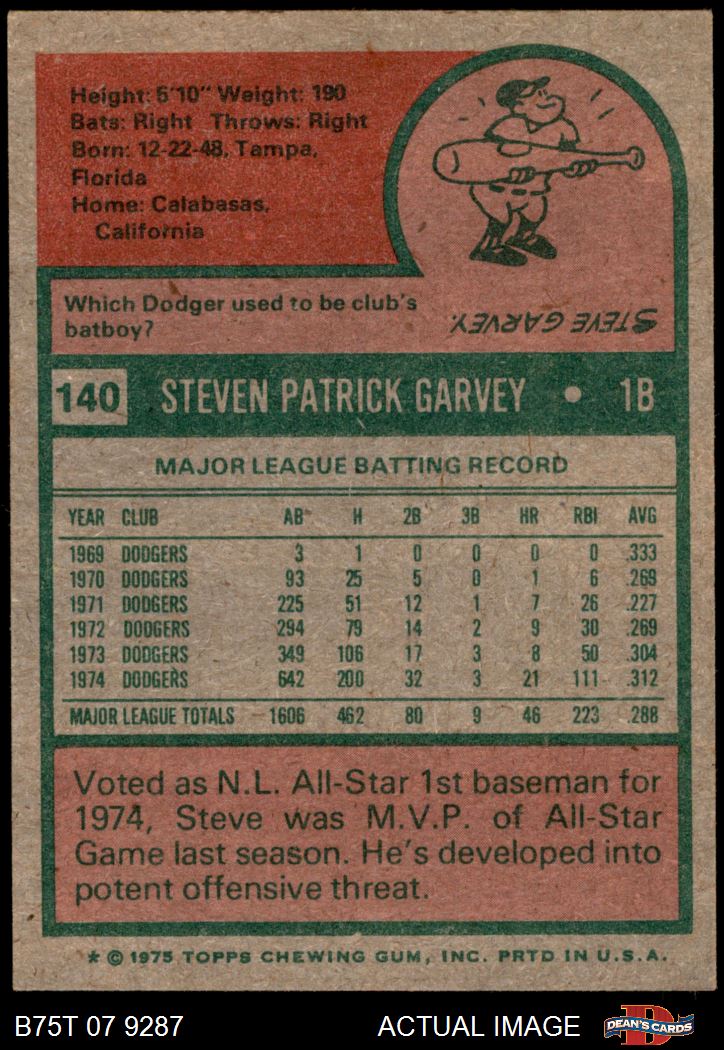 Height: 5'10" Weight: 190
Bats: Right Throws: Right
Born: 12-22-48, Tampa,
Florida
Home: Calabasas,
California
Which Dodger used to be club's
batboy?
STEVE GARVEY.
140 STEVEN PATRICK GARVEY • 1B
MAJOR LEAGUE BATTING RECORD
YEAR CLUB AB H 2B 3B HR RBI AVG
1969 DODGERS 3 1 0 0 0 0 .333
1970 DODGERS 93 25 5 0 1 6 .269
1971 DODGERS 225 51 12 1 7 26 .227
1972 DODGERS 294 79 14 2 9 30 .269
1973 DODGERS 349 106 17 3 8 50 .304
1974 DODGERS 642 200 32 3 21 111 .312
MAJOR LEAGUE TOTALS 1606 462 80 9 46 223 .288
Voted as N.L. All-Star 1st baseman for
1974, Steve was M.V.P. of All-Star
Game last season. He's developed into
potent offensive threat.
* © 1975 TOPPS CHEWING GUM, INC. PRTD IN U.S.A.
B75T 07 9287 ACTUAL IMAGE D DEAN'S CARDS